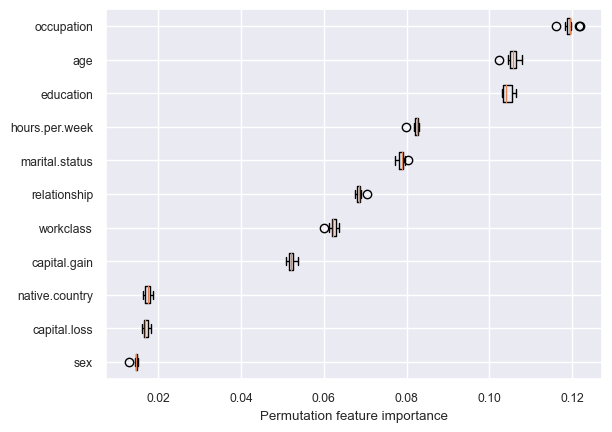 occupation
age
education
hours.per.week
marital.status
relationship
workclass
capital.gain
native.country
capital.loss
sex
0.02 0.04 0.06 0.08 0.10 0.12
Permutation feature importance